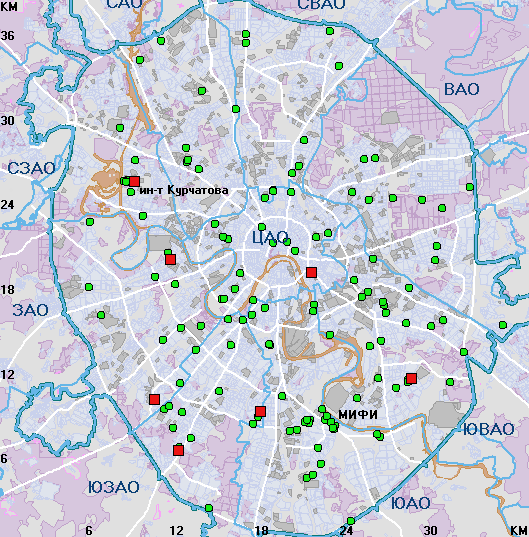 КМ
САО
СВАО
36
ВАО
30
СЗАО
ин-т Курчатова
24
ЦАО
18
ЗАО
12
МИФИ
ЮВАО
6
ЮЗАО
ЮАО
6 12 18 24 30 КМ